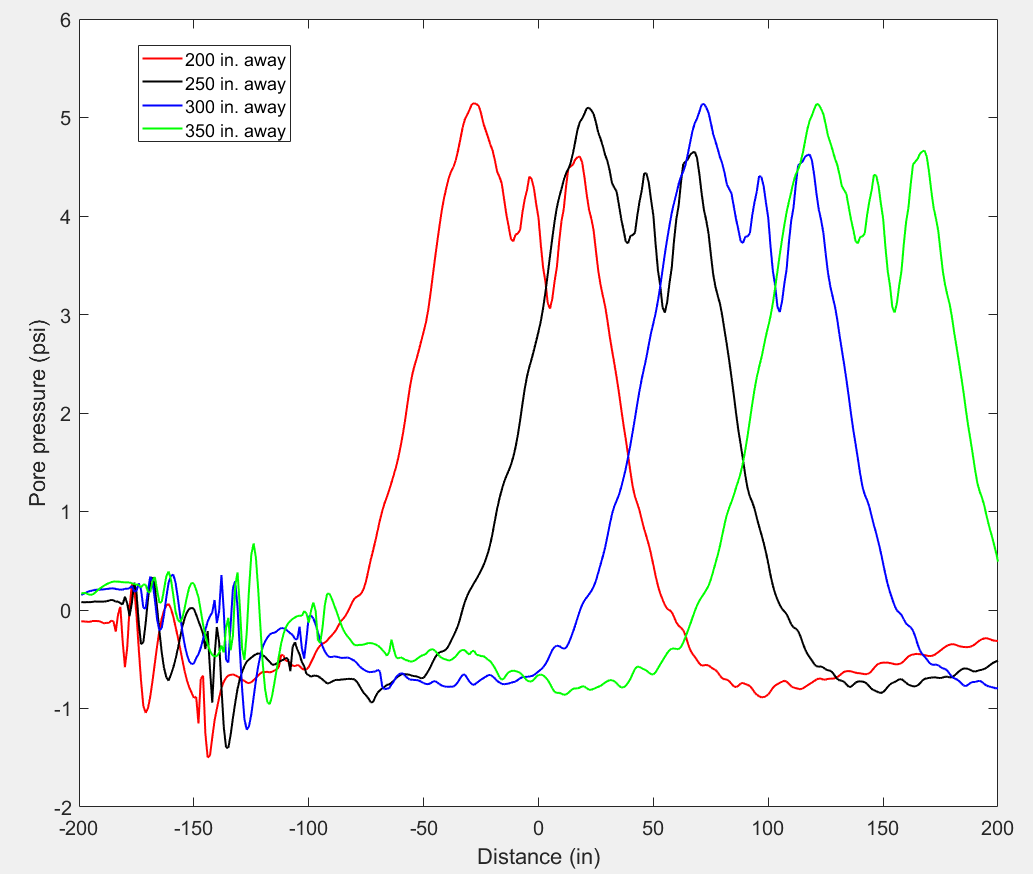 6
5
4
3
2
1
0
-1
-2
Pore pressure (psi)
200 in. away
250 in. away
300 in. away
350 in. away
-200 -150 -100 -50 0 50 100 150 200
Distance (in)